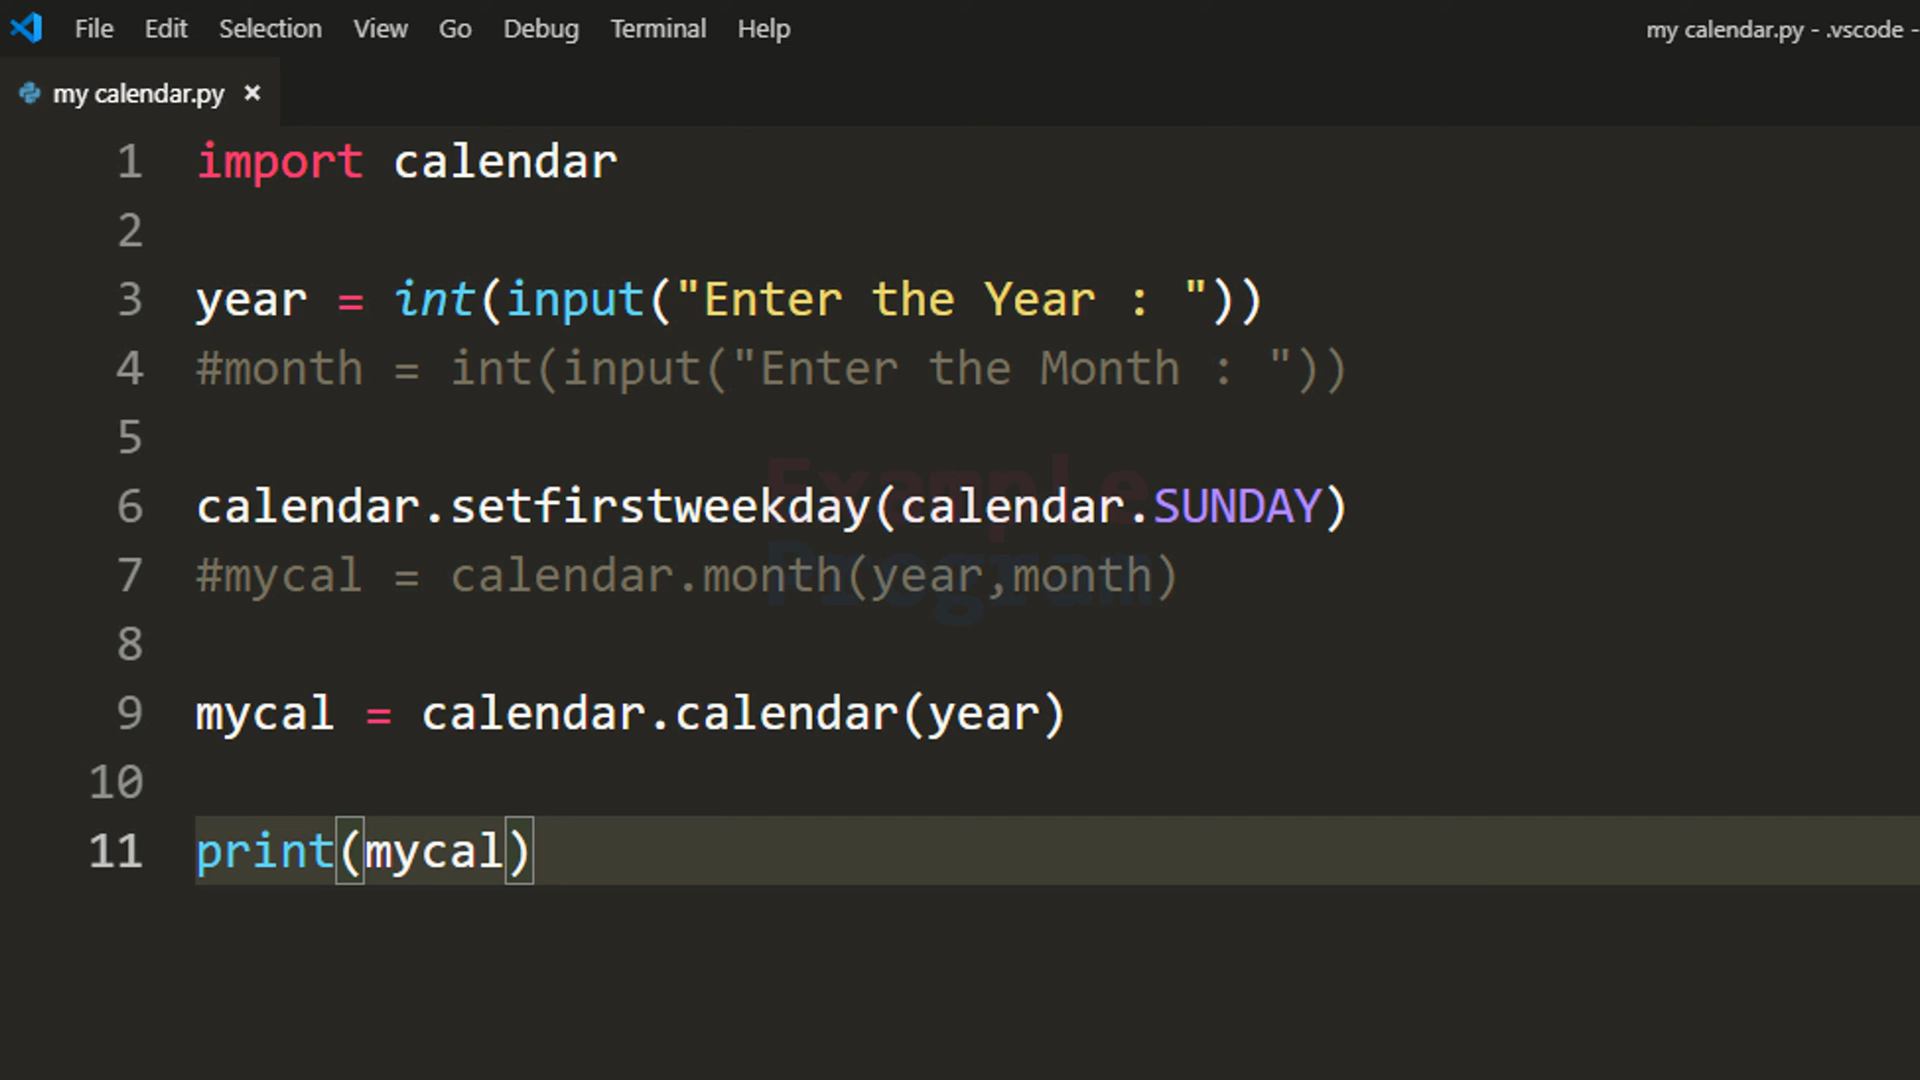 File Edit Selection View Go Debug Terminal Help my calendar.py - .vscode -
my calendar.py ×
1 import calendar
2
3 year = int(input("Enter the Year : "))
4 #month = int(input("Enter the Month : "))
5
6 calendar.setfirstweekday(calendar.SUNDAY)
7 #mycal = calendar.month(year,month)
8
9 mycal = calendar.calendar(year)
10
11 print(mycal)
Example
Program